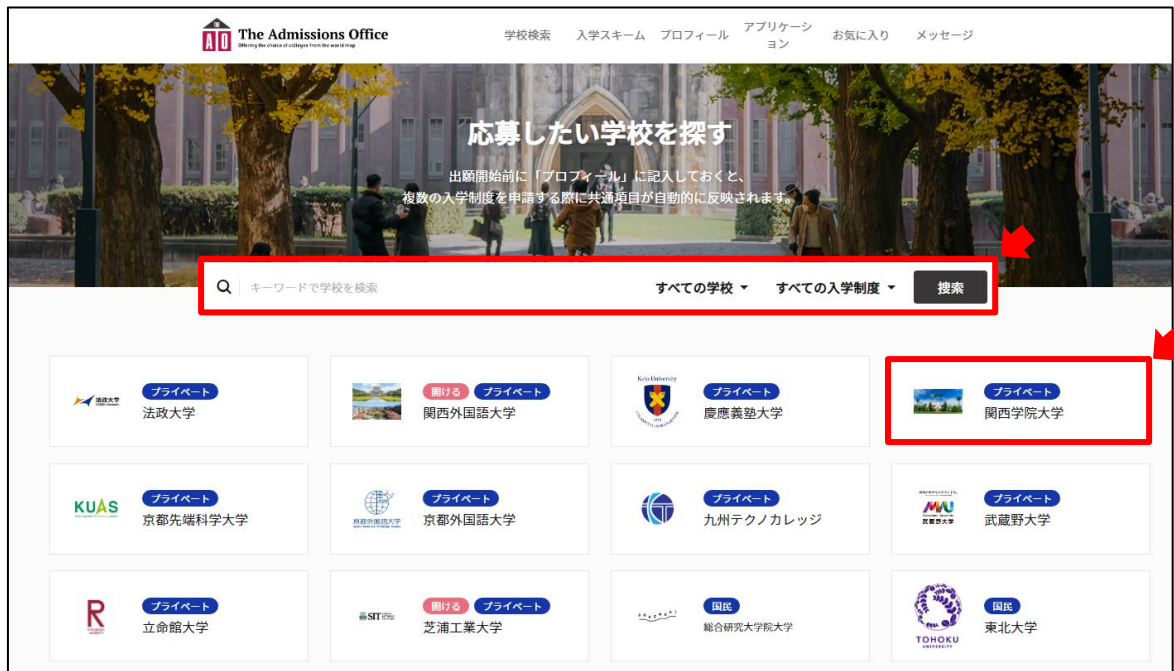 The Admissions Office
Offering the choice of colleges from the world map
学校検索
入学スキーム
プロフィール
アプリケーシ
ョン
お気に入り
メッセージ
応募したい学校を探す
出願開始前に「プロフィール」に記入しておくと、
複数の入学制度を申請する際に共通項目が自動的に反映されます。
キーワードで学校を検索
すべての学校
すべての入学制度
搜索
法政大学
プライベート
法政大学
開ける
プライベート
関西外国語大学
Keio University
プライベート
慶應義塾大学
プライベート
関西学院大学
KUAS
プライベート
京都先端科学大学
京都外国語大学
プライベート
京都外国語大学
プライベート
九州テクノカレッジ
MU
武蔵野大学
プライベート
武蔵野大学
R
プライベート
立命館大学
SIT
開ける
プライベート
芝浦工業大学
SOKENDAI
国民
総合研究大学院大学
TOHOKU
UNIVERSITY
国民
東北大学